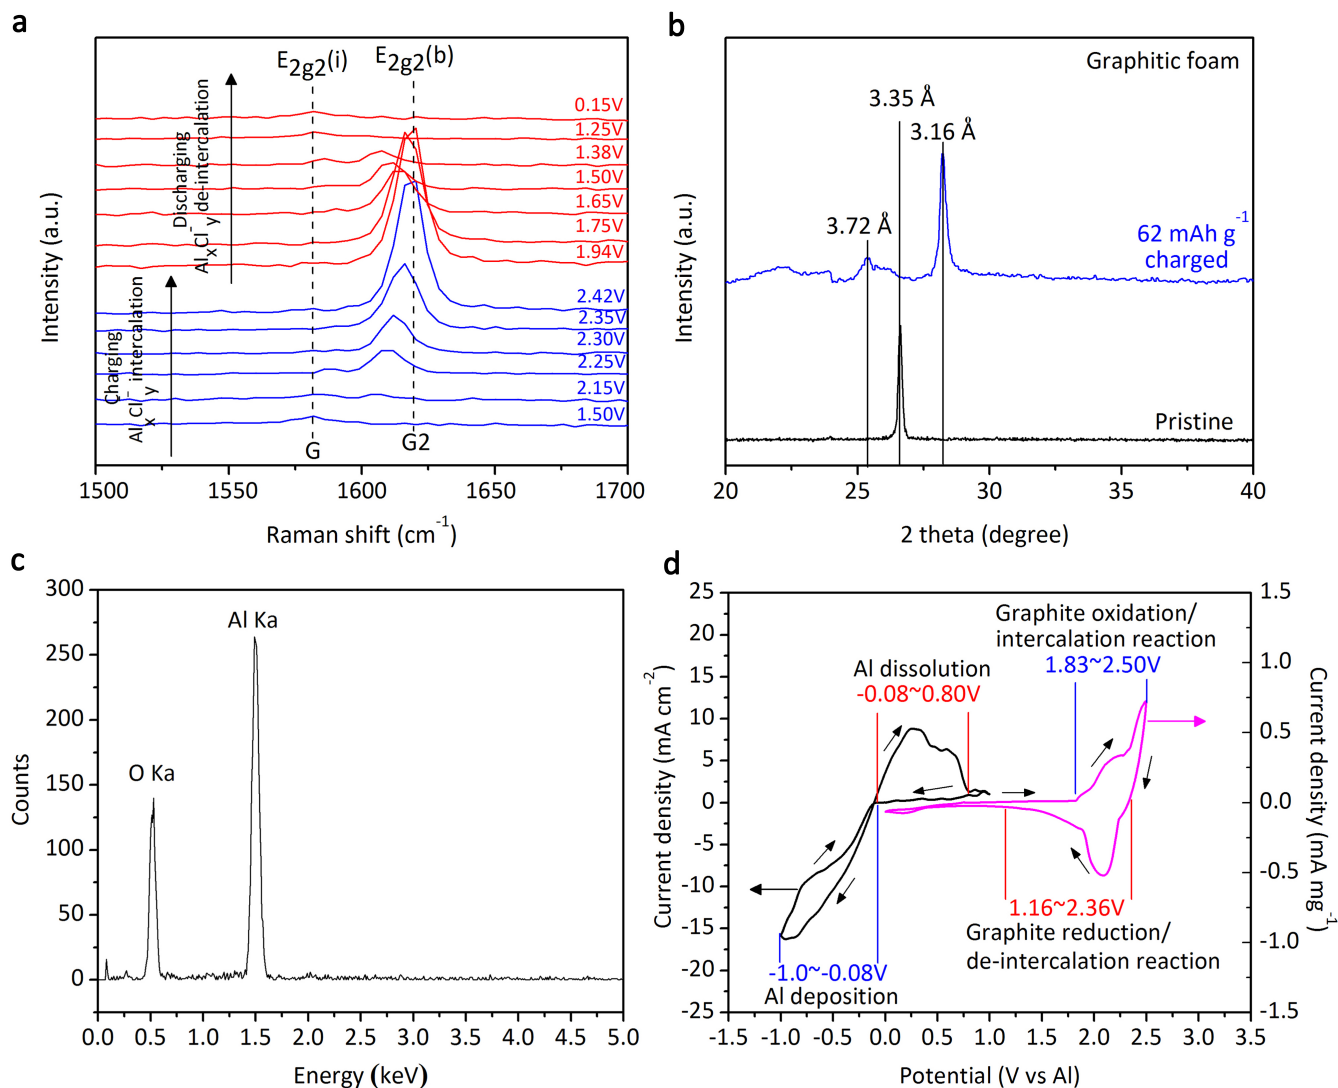 a
E2g2(i)
E2g2(b)
0.15V
1.25V
1.38V
1.50V
1.65V
1.75V
1.94V
2.42V
2.35V
2.30V
2.25V
2.15V
1.50V
Discharging
AlxCly- de-intercalation
Charging
AlxCly- intercalation
G
G2
Intensity (a.u.)
1500
1550
1600
1650
1700
Raman shift (cm-1)
b
Graphitic foam
3.35 Å
3.16 Å
3.72 Å
62 mAh g-1
charged
Pristine
Intensity (a.u.)
20
25
30
35
40
2 theta (degree)
c
300
250
200
150
100
50
0
Counts
Al Ka
O Ka
0.0
0.5
1.0
1.5
2.0
2.5
3.0
3.5
4.0
4.5
5.0
Energy (keV)
d
25
20
15
10
5
0
-5
-10
-15
-20
-25
Current density (mA cm-2)
1.5
1.0
0.5
0.0
-0.5
-1.0
-1.5
Current density (mA mg-1)
Graphite oxidation/
intercalation reaction
1.83~2.50V
Al dissolution
-0.08~0.80V
1.16~2.36V
Graphite reduction/
de-intercalation reaction
-1.0~-0.08V
Al deposition
-1.5
-1.0
-0.5
0.0
0.5
1.0
1.5
2.0
2.5
3.0
3.5
Potential (V vs Al)